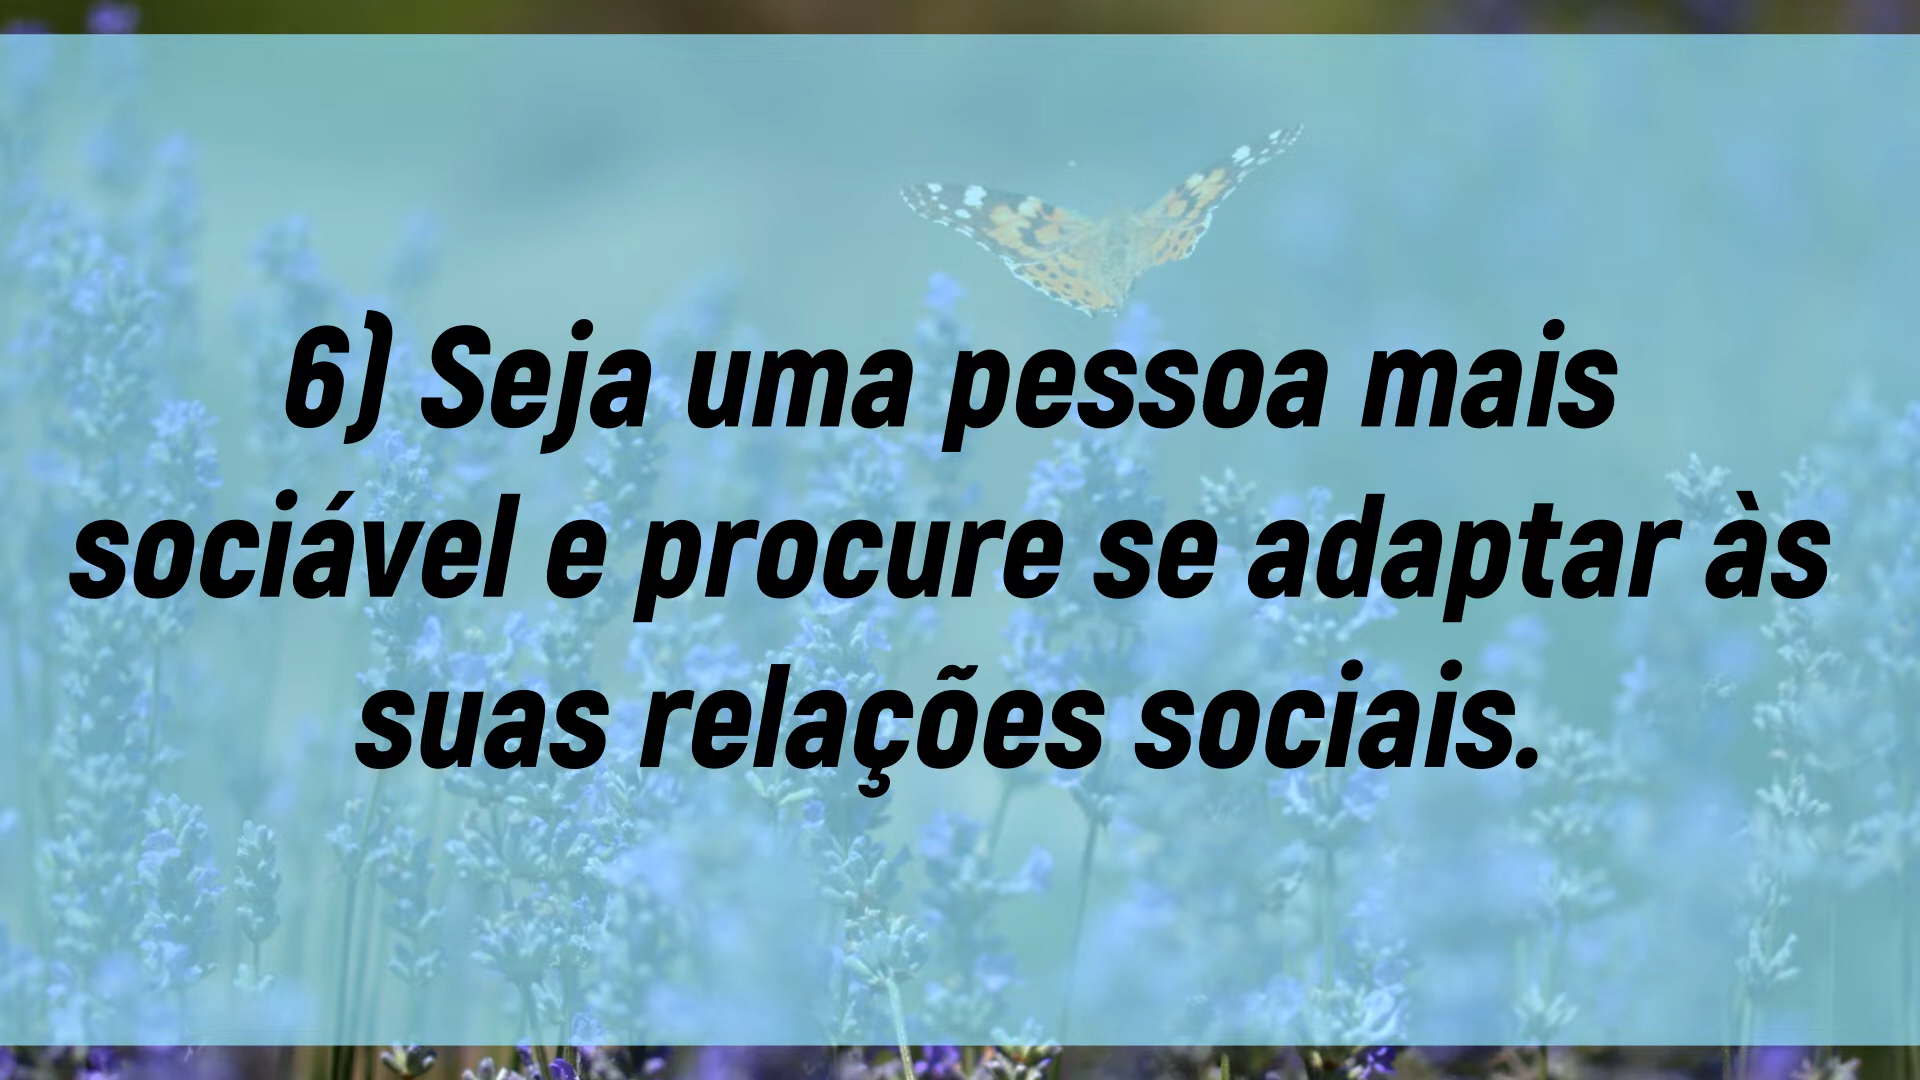 6) Seja uma pessoa mais
sociável e procure se adaptar às
suas relações sociais.